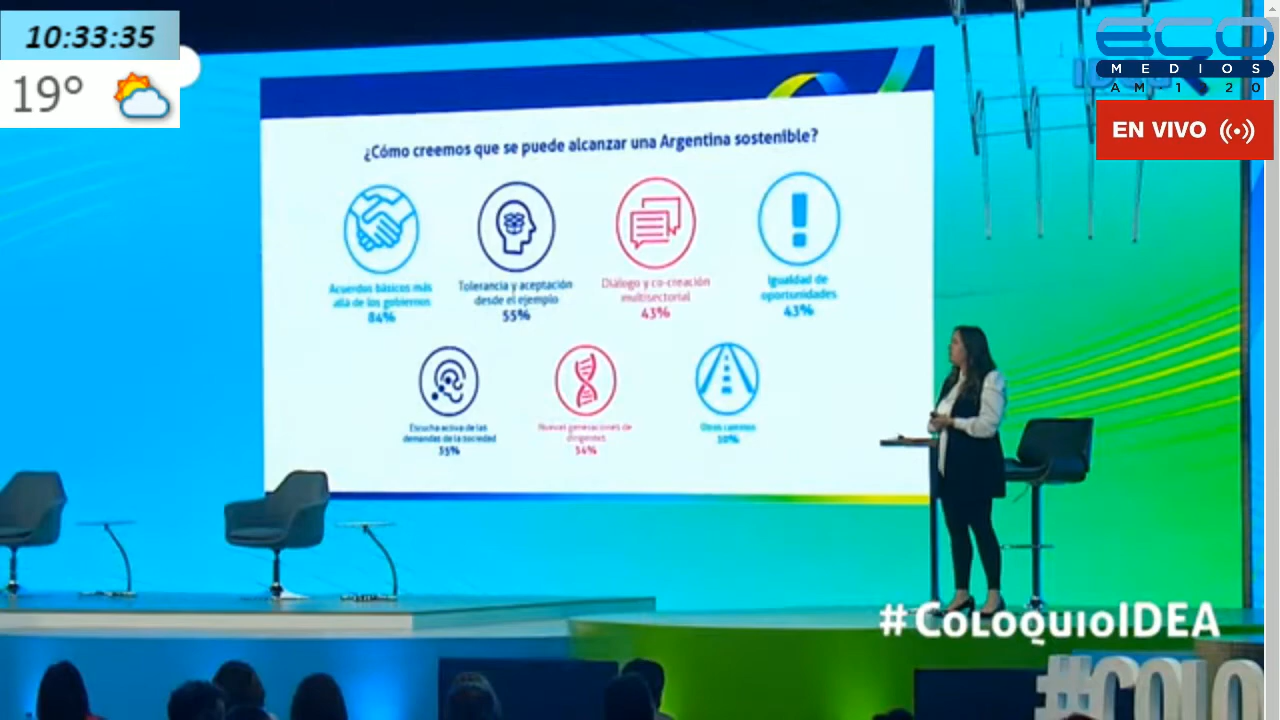 10:33:35
19°
ECO
MEDIOS
AM 1220
EN VIVO
¿Cómo creemos que se puede alcanzar una Argentina sostenible?
Acuerdos básicos más
allá de los gobiernos
84%
Tolerancia y aceptación
desde el ejemplo
55%
Diálogo y co-creación
multisectorial
43%
Igualdad de
oportunidades
43%
Escucha activa de las
demandas de la sociedad
35%
Nuevas generaciones de
dirigentes
34%
Otros caminos
10%
#ColoquioIDEA
#COLO